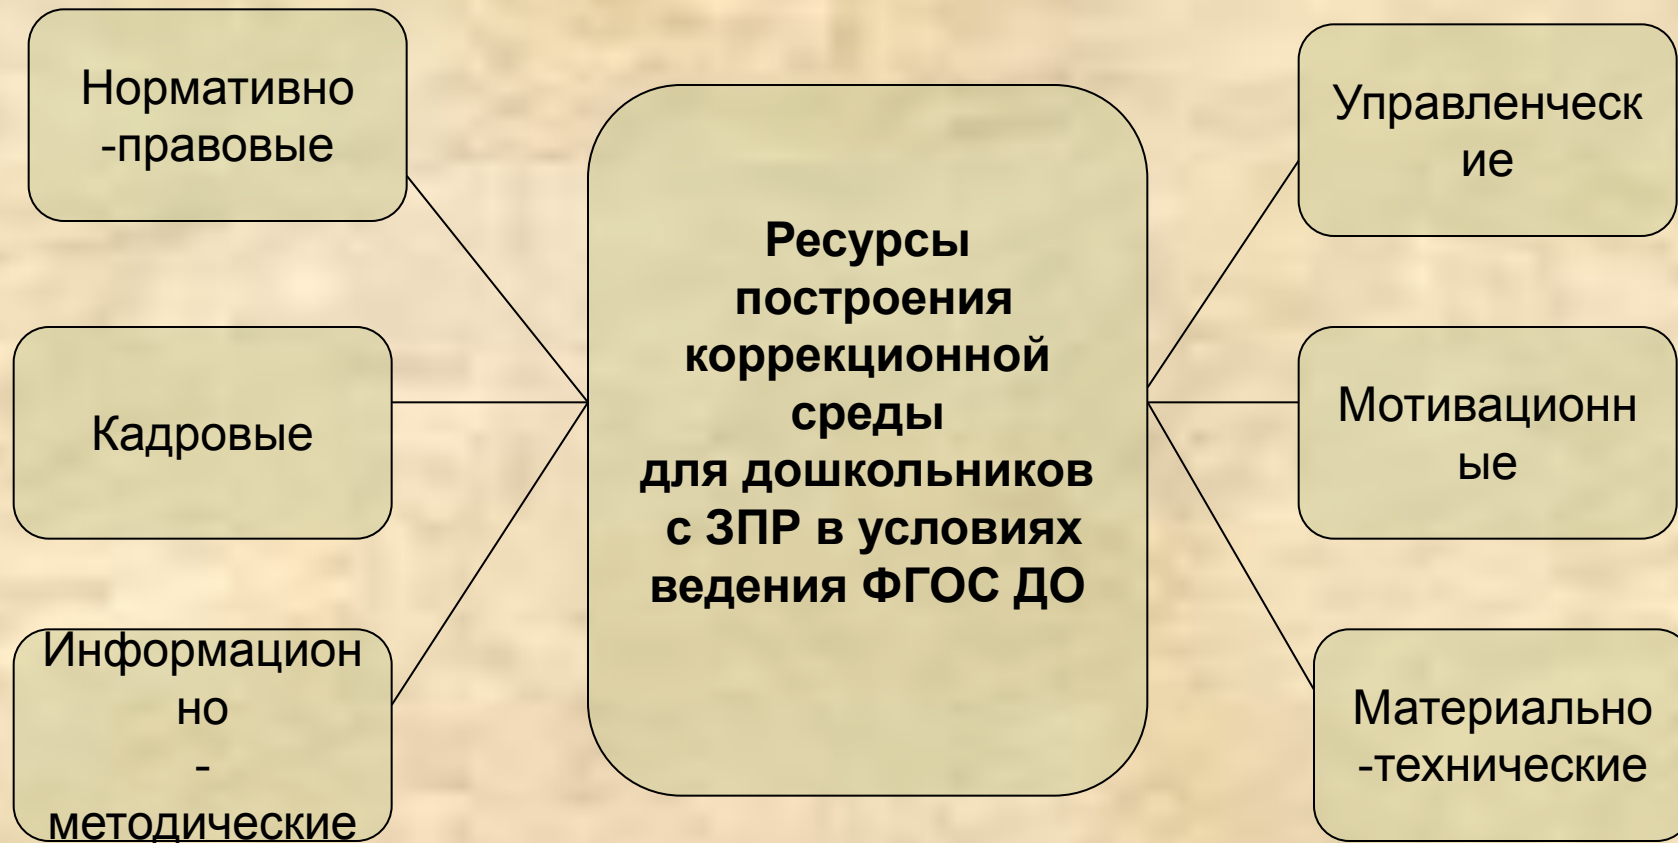 Нормативно
-правовые
Кадровые
Информацион
но
-
методические
Ресурсы
построения
коррекционной
среды
для дошкольников
с ЗПР в условиях
ведения ФГОС ДО
Управленческ
ие
Мотивационн
ые
Материально
-технические